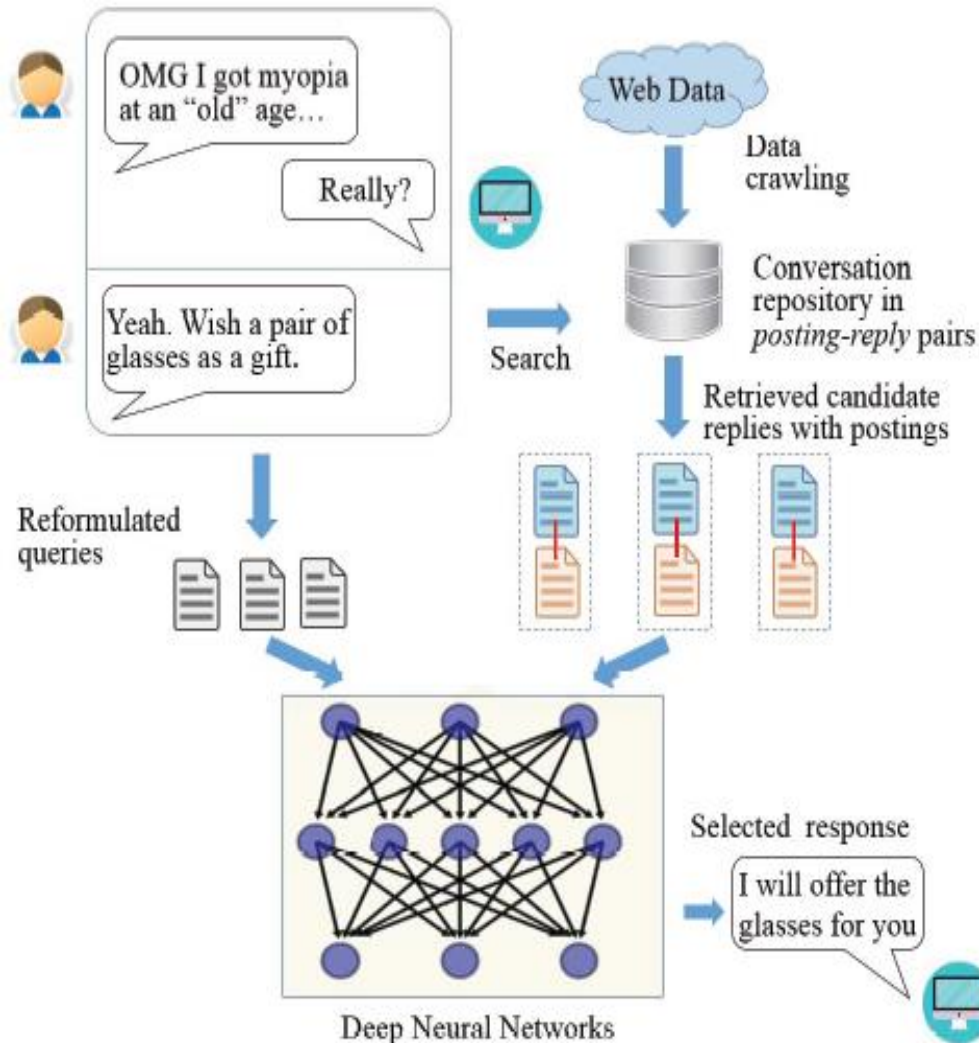 OMG I got myopia
at an “old” age…
Really?
Yeah. Wish a pair of
glasses as a gift.
Web Data
Data
crawling
Search
Conversation
repository in
posting-reply pairs
Retrieved candidate
replies with postings
Reformulated
queries
Selected response
I will offer the
glasses for you
Deep Neural Networks